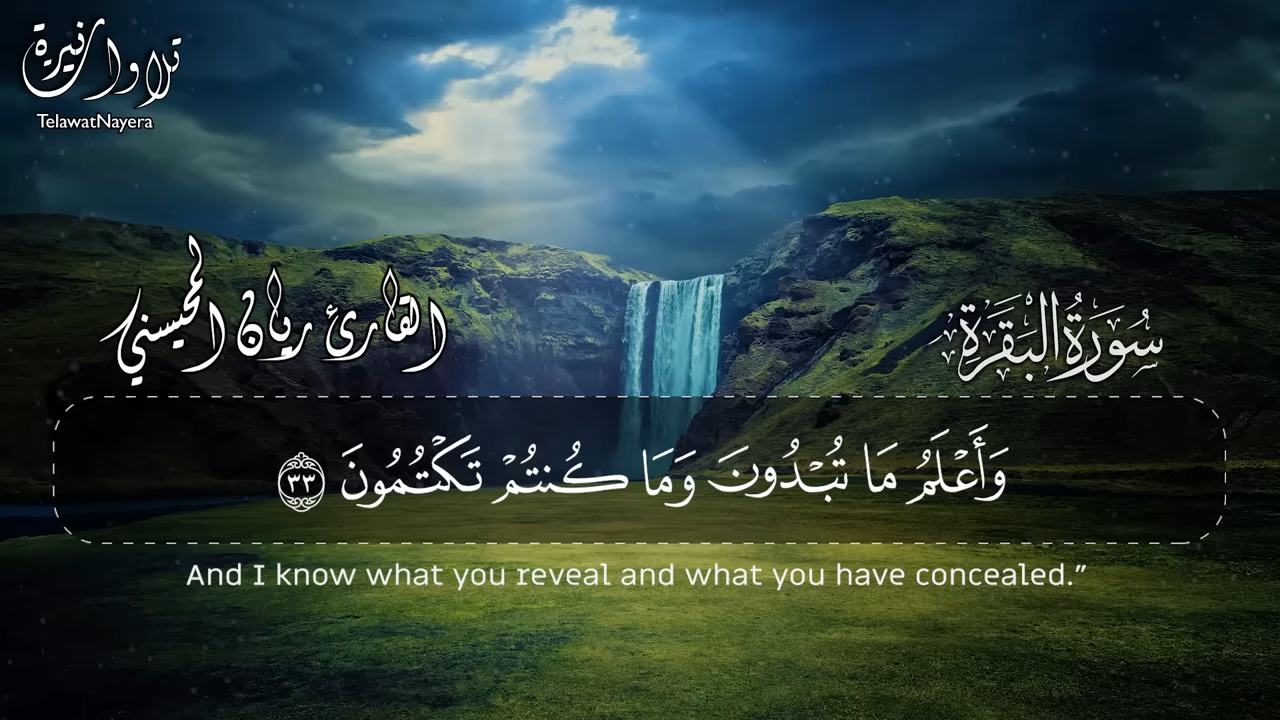 تلاوات نيرة
TelawatNayera
سُورَةُ البَقَرَةِ
القارئ ريان المحيسني
وَأَعْلَمُ مَا تُبْدُونَ وَمَا كُنتُمْ تَكْتُمُونَ ٣٣
And I know what you reveal and what you have concealed.”